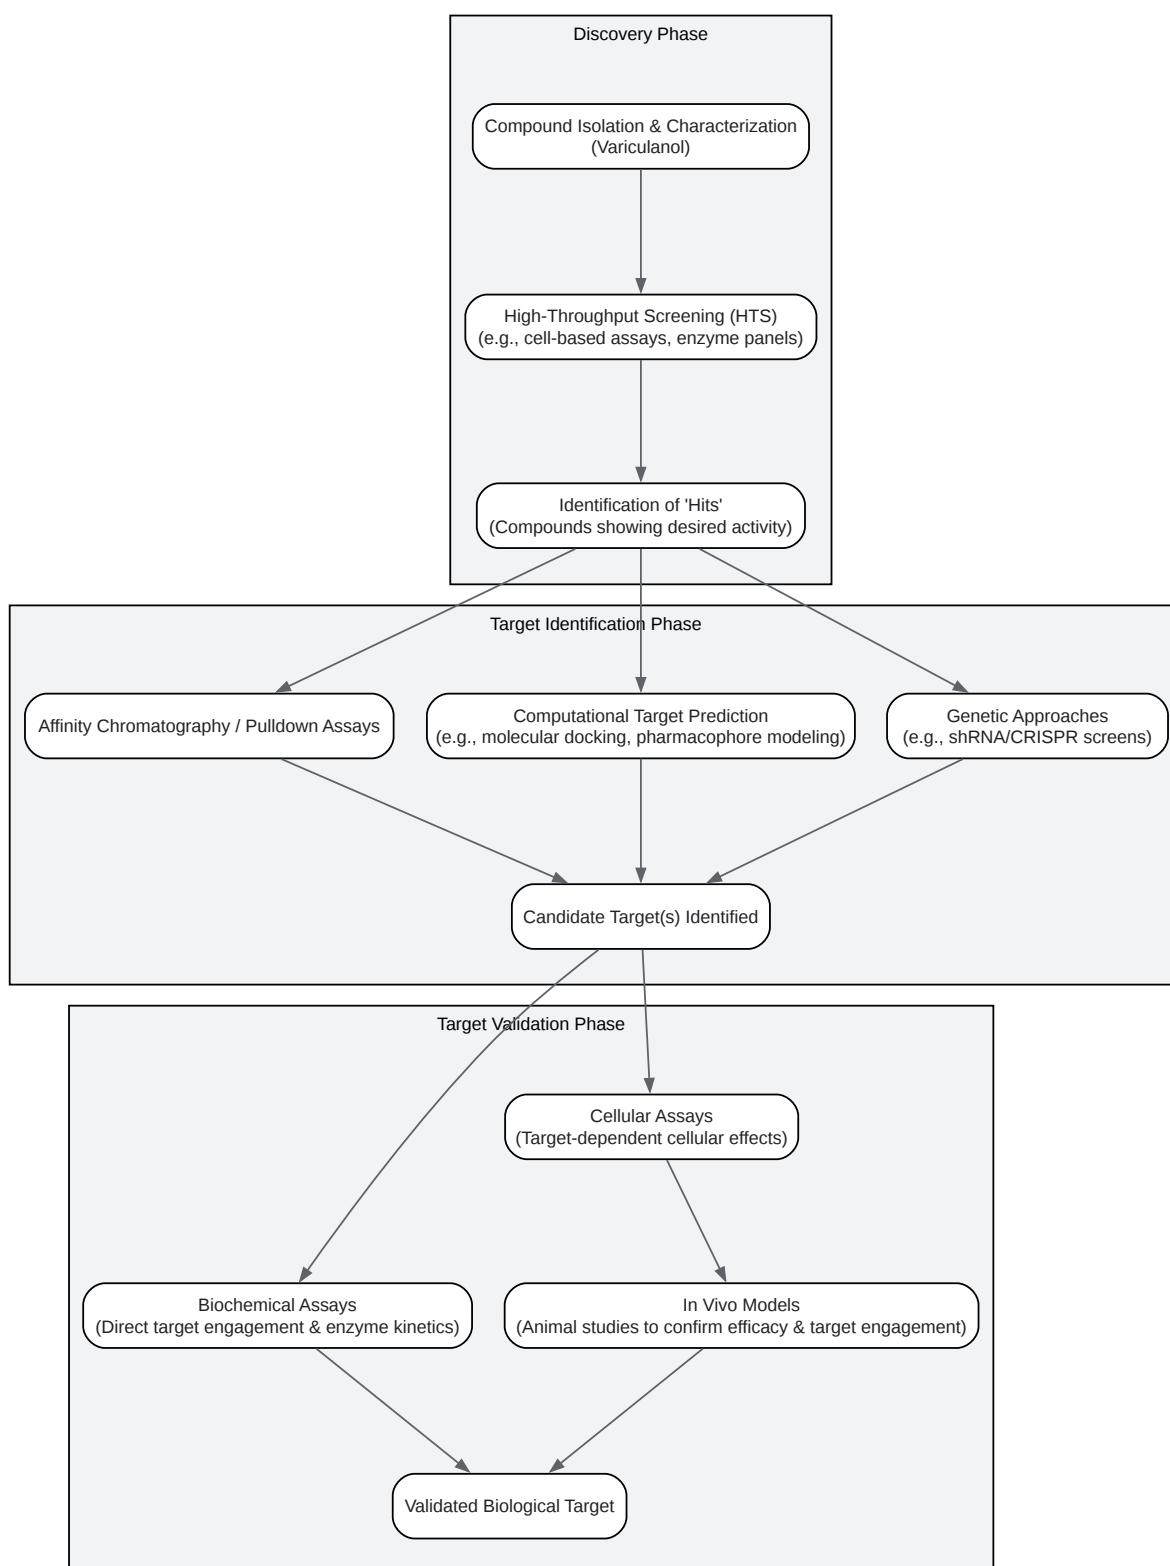 Discovery Phase
Compound Isolation & Characterization
(Variculanol)
High-Throughput Screening (HTS)
(e.g., cell-based assays, enzyme panels)
Identification of 'Hits'
(Compounds showing desired activity)
Target Identification Phase
Affinity Chromatography / Pulldown Assays
Computational Target Prediction
(e.g., molecular docking, pharmacophore modeling)
Genetic Approaches
(e.g., shRNA/CRISPR screens)
Candidate Target(s) Identified
Target Validation Phase
Cellular Assays
(Target-dependent cellular effects)
Biochemical Assays
(Direct target engagement & enzyme kinetics)
In Vivo Models
(Animal studies to confirm efficacy & target engagement)
Validated Biological Target